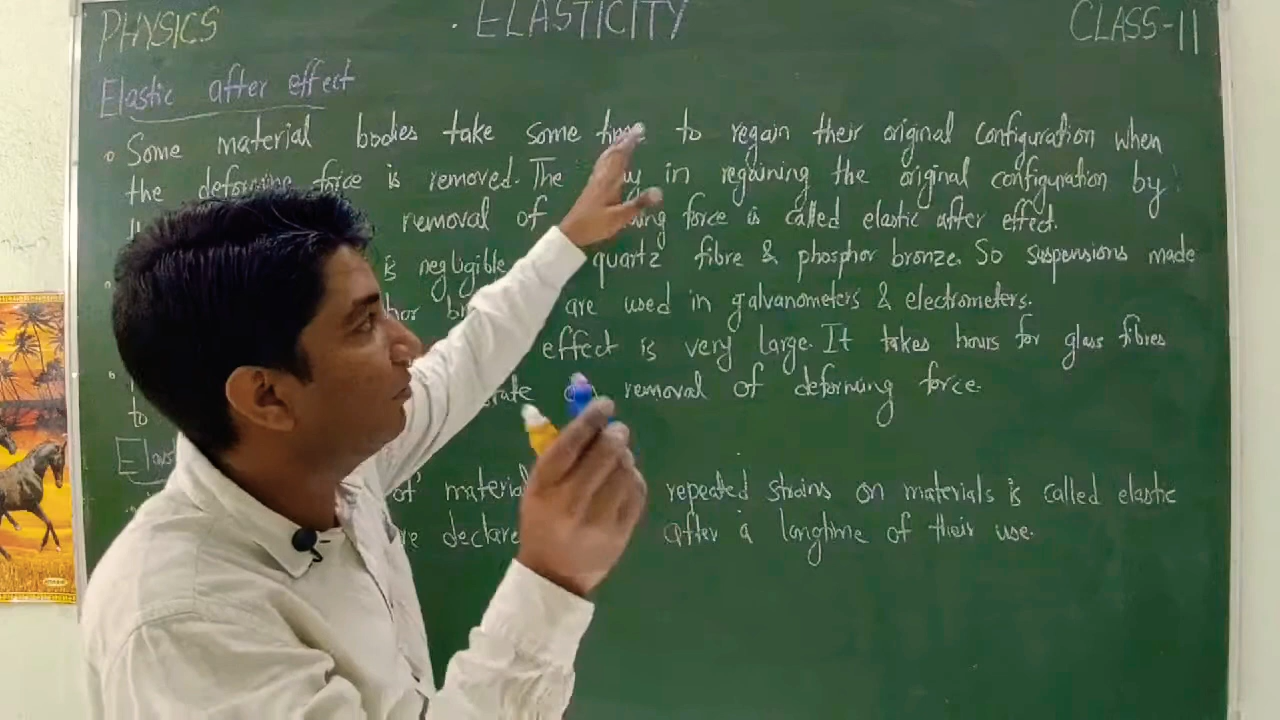 PHYSICS
ELASTICITY
CLASS-11
Elastic after effect
Some material bodies take some time to regain their original configuration when
the deforming force is removed. The in regaining the original configuration by
removal of force is called elastic after effect.
is negligible quartz fibre & phosphor bronze. So suspensions made
are used in galvanometers & electrometers.
effect is very large. It takes hours for glass fibres
to removal of deforming force.
of material repeated strains on materials is called elastic
declare after a longtime of their use.